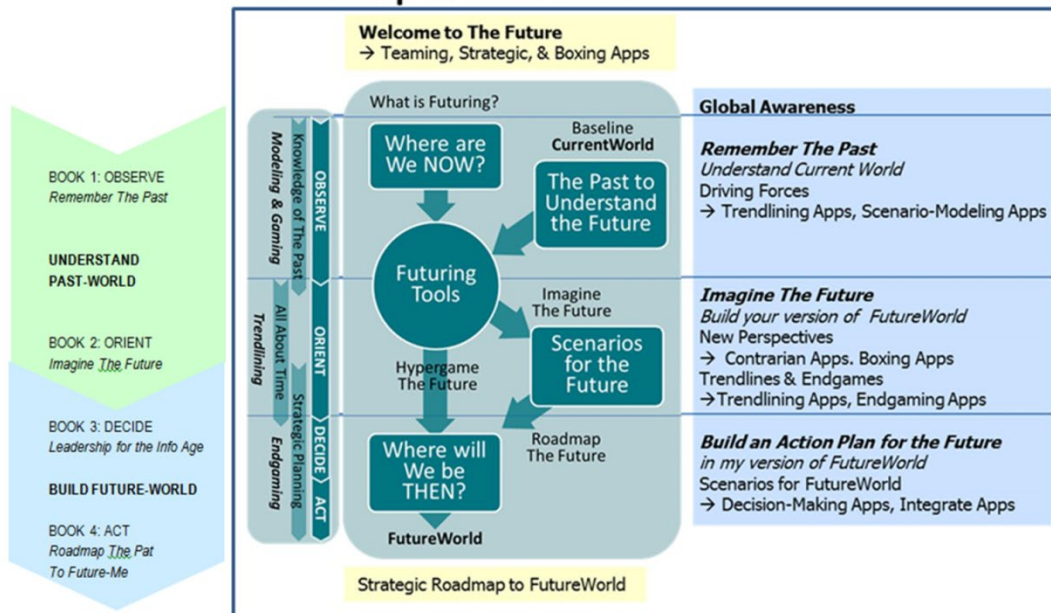 Welcome to The Future
→ Teaming, Strategic, & Boxing Apps
BOOK 1: OBSERVE
Remember The Past
UNDERSTAND
PAST-WORLD
BOOK 2: ORIENT
Imagine The Future
BOOK 3: DECIDE
Leadership for the Info Age
BUILD FUTURE-WORLD
BOOK 4: ACT
Roadmap The Pat
To Future-Me
Modeling & Gaming
Trendlining
Endgaming
Knowledge of The Past
All About Time
Strategic Planning
OBSERVE
ORIENT
DECIDE
ACT
What is Futuring?
Where are
We NOW?
Baseline
CurrentWorld
The Past to
Understand
the Future
Futuring
Tools
Imagine
The Future
Scenarios
for the
Future
Hypergame
The Future
Where will
We be
THEN?
Roadmap
The Future
FutureWorld
Global Awareness
Remember The Past
Understand Current World
Driving Forces
→ Trendlining Apps, Scenario-Modeling Apps
Imagine The Future
Build your version of FutureWorld
New Perspectives
→ Contrarian Apps. Boxing Apps
Trendlines & Endgames
→Trendlining Apps, Endgaming Apps
Build an Action Plan for the Future
in my version of FutureWorld
Scenarios for FutureWorld
→ Decision-Making Apps, Integrate Apps
Strategic Roadmap to FutureWorld